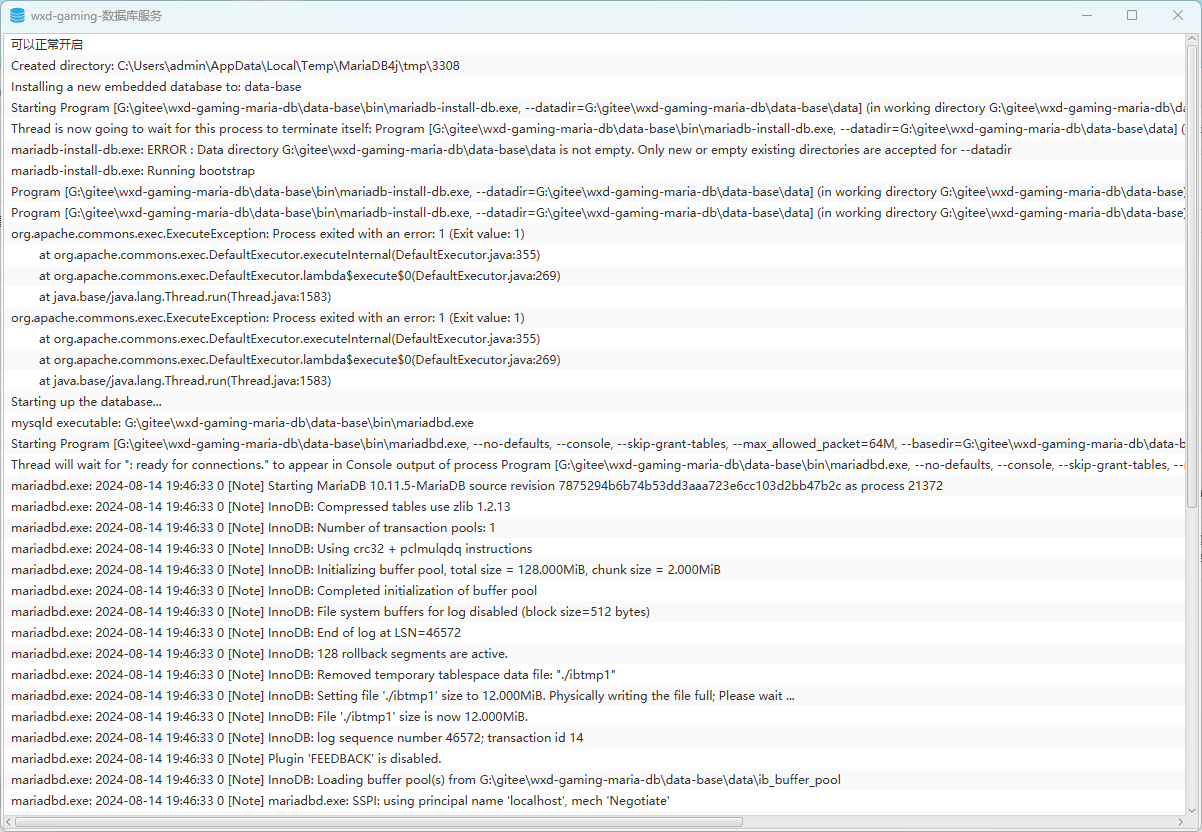 wxd-gaming-数据库服务
可以正常开启
Created directory: C:\Users\admin\AppData\Local\Temp\MariaDB4j\tmp\3308
Installing a new embedded database to: data-base
Starting Program [G:\gitee\wxd-gaming-maria-db\data-base\bin\mariadb-install-db.exe, --datadir=G:\gitee\wxd-gaming-maria-db\data-base\data] (in working directory G:\gitee\wxd-gaming-maria-db\da
Thread is now going to wait for this process to terminate itself: Program [G:\gitee\wxd-gaming-maria-db\data-base\bin\mariadb-install-db.exe, --datadir=G:\gitee\wxd-gaming-maria-db\data-base\data] (
mariadb-install-db.exe: ERROR : Data directory G:\gitee\wxd-gaming-maria-db\data-base\data is not empty. Only new or empty existing directories are accepted for --datadir
mariadb-install-db.exe: Running bootstrap
Program [G:\gitee\wxd-gaming-maria-db\data-base\bin\mariadb-install-db.exe, --datadir=G:\gitee\wxd-gaming-maria-db\data-base\data] (in working directory G:\gitee\wxd-gaming-maria-db\data-base]
Program [G:\gitee\wxd-gaming-maria-db\data-base\bin\mariadb-install-db.exe, --datadir=G:\gitee\wxd-gaming-maria-db\data-base\data] (in working directory G:\gitee\wxd-gaming-maria-db\data-base]
org.apache.commons.exec.ExecuteException: Process exited with an error: 1 (Exit value: 1)
at org.apache.commons.exec.DefaultExecutor.executeInternal(DefaultExecutor.java:355)
at org.apache.commons.exec.DefaultExecutor.lambda$execute$0(DefaultExecutor.java:269)
at java.base/java.lang.Thread.run(Thread.java:1583)
org.apache.commons.exec.ExecuteException: Process exited with an error: 1 (Exit value: 1)
at org.apache.commons.exec.DefaultExecutor.executeInternal(DefaultExecutor.java:355)
at org.apache.commons.exec.DefaultExecutor.lambda$execute$0(DefaultExecutor.java:269)
at java.base/java.lang.Thread.run(Thread.java:1583)
Starting up the database...
mysqld executable: G:\gitee\wxd-gaming-maria-db\data-base\bin\mariadbd.exe
Starting Program [G:\gitee\wxd-gaming-maria-db\data-base\bin\mariadbd.exe, --no-defaults, --console, --skip-grant-tables, --max_allowed_packet=64M, --basedir=G:\gitee\wxd-gaming-maria-db\data-b
Thread will wait for ": ready for connections." to appear in Console output of process Program [G:\gitee\wxd-gaming-maria-db\data-base\bin\mariadbd.exe, --no-defaults, --console, --skip-grant-tables, --
mariadbd.exe: 2024-08-14 19:46:33 0 [Note] Starting MariaDB 10.11.5-MariaDB source revision 7875294b6b74b53dd3aaa723e6cc103d2bb47b2c as process 21372
mariadbd.exe: 2024-08-14 19:46:33 0 [Note] InnoDB: Compressed tables use zlib 1.2.13
mariadbd.exe: 2024-08-14 19:46:33 0 [Note] InnoDB: Number of transaction pools: 1
mariadbd.exe: 2024-08-14 19:46:33 0 [Note] InnoDB: Using crc32 + pclmulqdq instructions
mariadbd.exe: 2024-08-14 19:46:33 0 [Note] InnoDB: Initializing buffer pool, total size = 128.000MiB, chunk size = 2.000MiB
mariadbd.exe: 2024-08-14 19:46:33 0 [Note] InnoDB: Completed initialization of buffer pool
mariadbd.exe: 2024-08-14 19:46:33 0 [Note] InnoDB: File system buffers for log disabled (block size=512 bytes)
mariadbd.exe: 2024-08-14 19:46:33 0 [Note] InnoDB: End of log at LSN=46572
mariadbd.exe: 2024-08-14 19:46:33 0 [Note] InnoDB: 128 rollback segments are active.
mariadbd.exe: 2024-08-14 19:46:33 0 [Note] InnoDB: Removed temporary tablespace data file: "./ibtmp1"
mariadbd.exe: 2024-08-14 19:46:33 0 [Note] InnoDB: Setting file './ibtmp1' size to 12.000MiB. Physically writing the file full; Please wait ...
mariadbd.exe: 2024-08-14 19:46:33 0 [Note] InnoDB: File './ibtmp1' size is now 12.000MiB.
mariadbd.exe: 2024-08-14 19:46:33 0 [Note] InnoDB: log sequence number 46572; transaction id 14
mariadbd.exe: 2024-08-14 19:46:33 0 [Note] Plugin 'FEEDBACK' is disabled.
mariadbd.exe: 2024-08-14 19:46:33 0 [Note] InnoDB: Loading buffer pool(s) from G:\gitee\wxd-gaming-maria-db\data-base\data\ib_buffer_pool
mariadbd.exe: 2024-08-14 19:46:33 0 [Note] mariadbd.exe: SSPI: using principal name 'localhost', mech 'Negotiate'